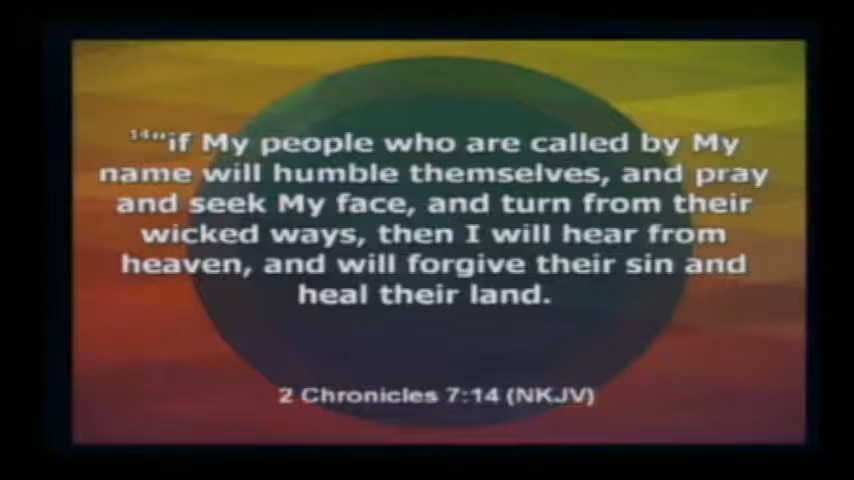 ¹⁴"if My people who are called by My
name will humble themselves, and pray
and seek My face, and turn from their
wicked ways, then I will hear from
heaven, and will forgive their sin and
heal their land.
2 Chronicles 7:14 (NKJV)